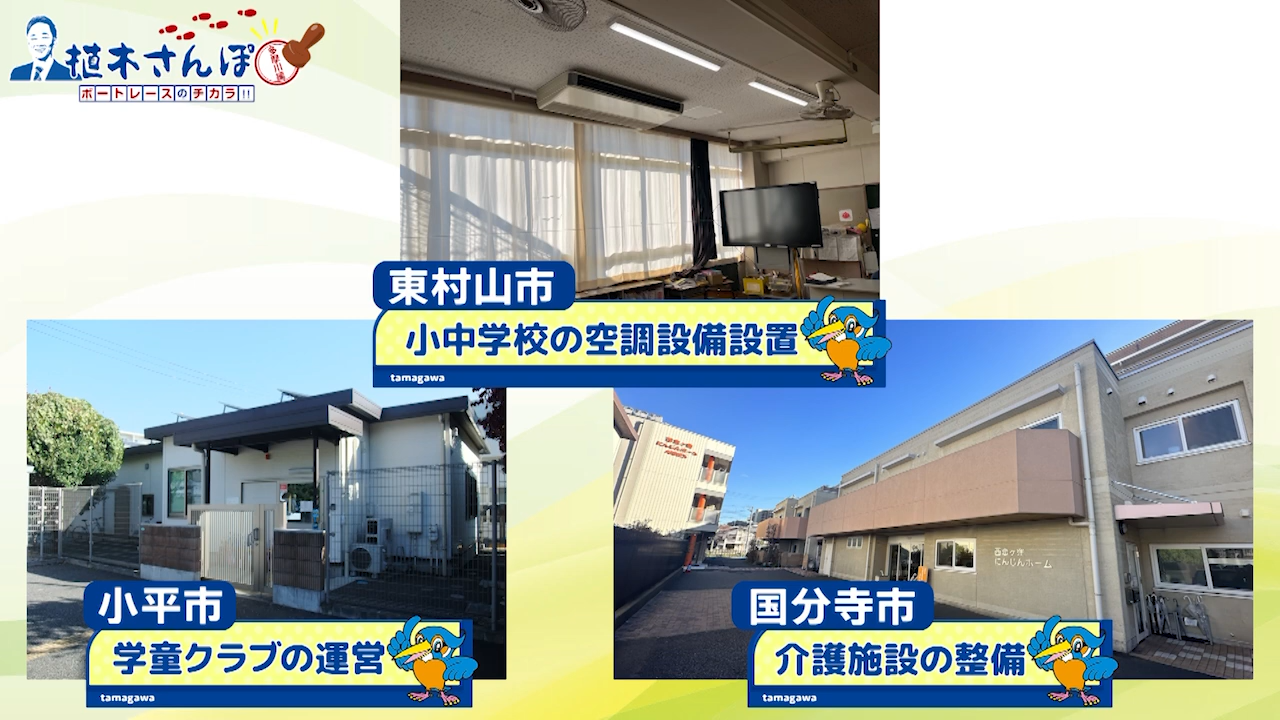 植木さんぽ
多摩川編
ボートレースのチカラ!!
東村山市
小中学校の空調設備設置
tamagawa
小平市
学童クラブの運営
tamagawa
にんじんホーム
国分寺市
介護施設の整備
tamagawa